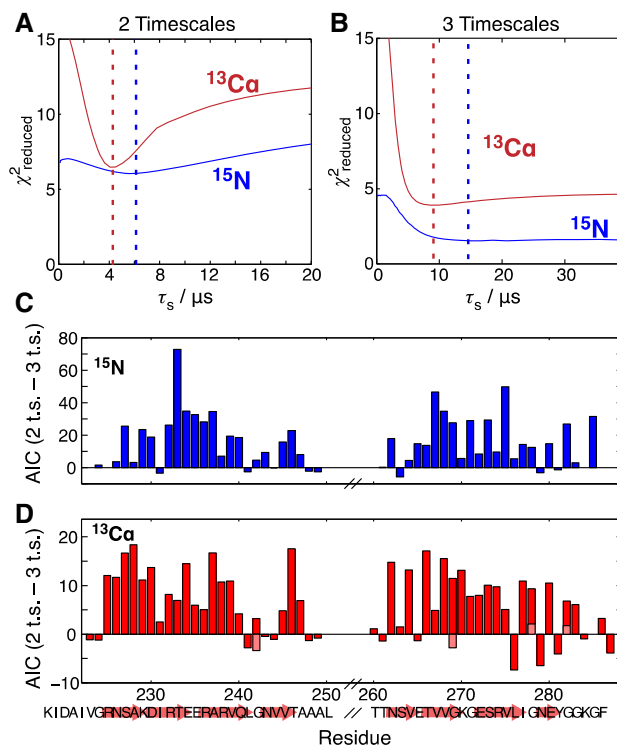 A 2 Timescales
B 3 Timescales
15
10
5
0
χ²reduced
¹³Cα
¹⁵N
0 4 8 12 16 20
τs / µs
15
10
5
0
χ²reduced
¹³Cα
¹⁵N
0 10 20 30
τs / µs
C
¹⁵N
80
60
40
20
0
AIC (2 t.s. – 3 t.s.)
//
D
¹³Cα
20
10
0
−10
AIC (2 t.s. – 3 t.s.)
230 240 250 // 260 270 280
KIDAIVGRNSAKDIRTEERARVQLGNVVTAAAL // TTNSVETVVGKGESRVLIGNEYGGKGF
Residue